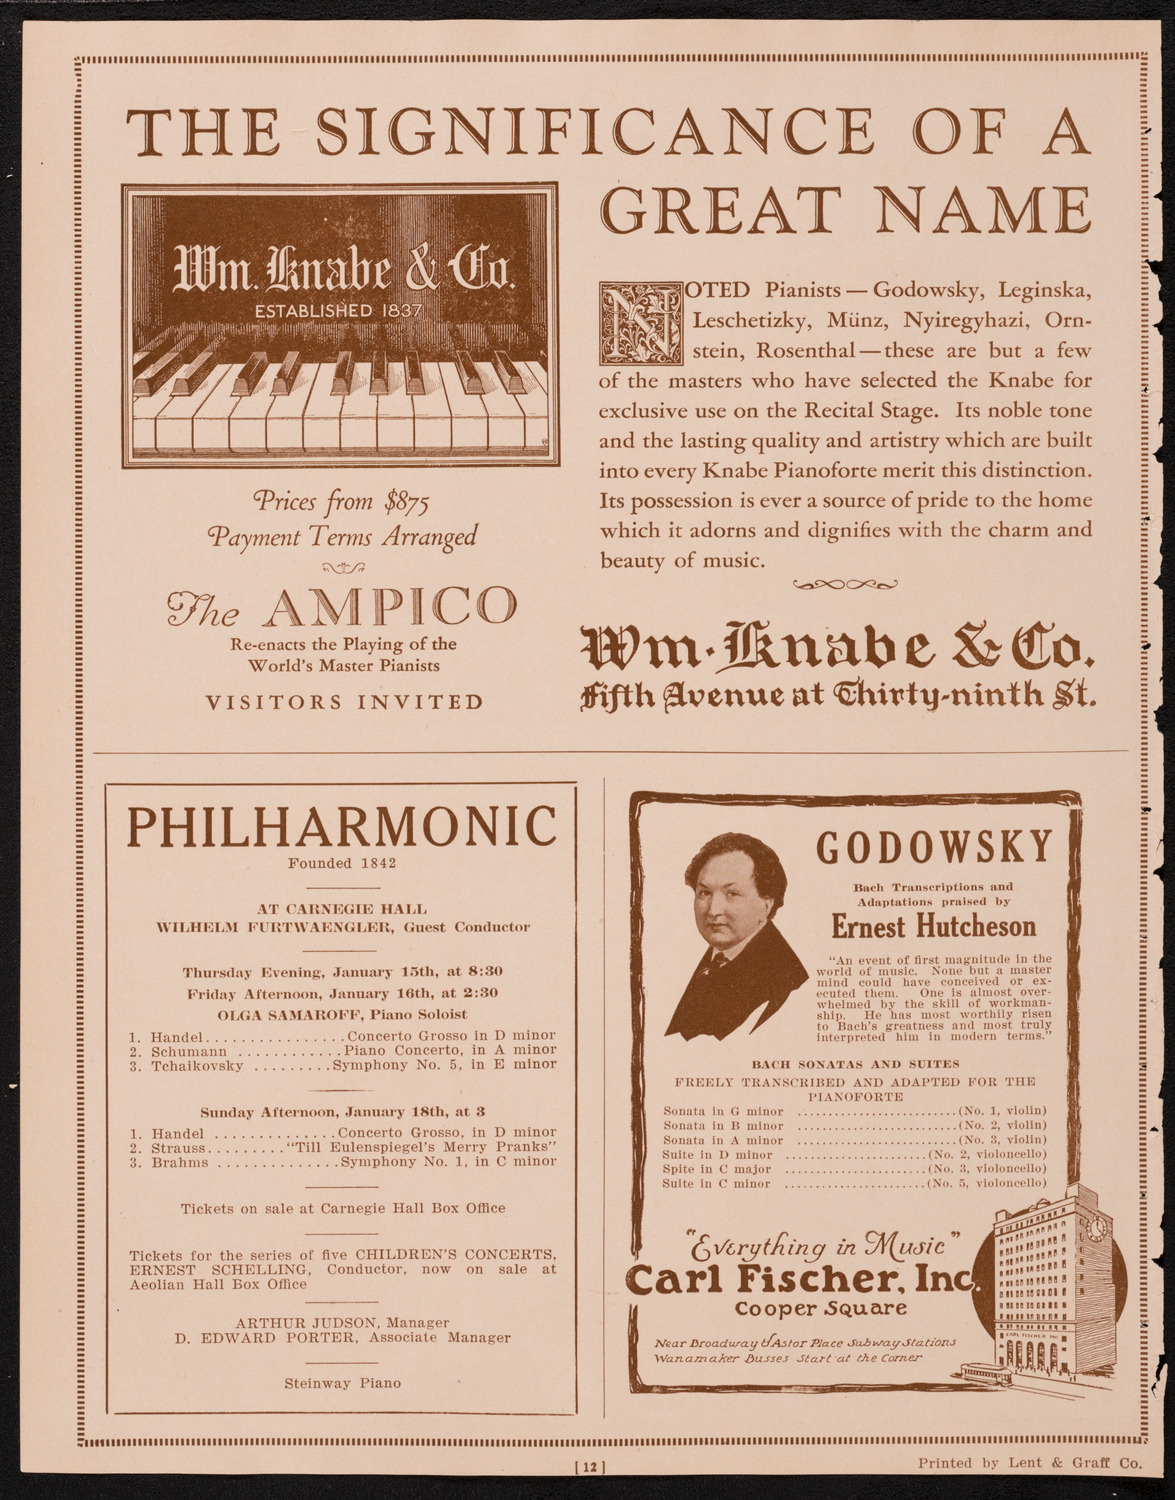 THE SIGNIFICANCE OF A
GREAT NAME
Wm. Knabe & Co.
ESTABLISHED 1837
Prices from $875
Payment Terms Arranged
The AMPICO
Re-enacts the Playing of the
World's Master Pianists
VISITORS INVITED
NOTED Pianists — Godowsky, Leginska,
Leschetizky, Münz, Nyiregyhazi, Orn-
stein, Rosenthal—these are but a few
of the masters who have selected the Knabe for
exclusive use on the Recital Stage. Its noble tone
and the lasting quality and artistry which are built
into every Knabe Pianoforte merit this distinction.
Its possession is ever a source of pride to the home
which it adorns and dignifies with the charm and
beauty of music.
Wm. Knabe & Co.
Fifth Avenue at Thirty-ninth St.
PHILHARMONIC
Founded 1842
AT CARNEGIE HALL
WILHELM FURTWAENGLER, Guest Conductor
Thursday Evening, January 15th, at 8:30
Friday Afternoon, January 16th, at 2:30
OLGA SAMAROFF, Piano Soloist
1. Handel................Concerto Grosso in D minor
2. Schumann ............Piano Concerto, in A minor
3. Tchaikovsky .........Symphony No. 5, in E minor
Sunday Afternoon, January 18th, at 3
1. Handel ..............Concerto Grosso, in D minor
2. Strauss.........."Till Eulenspiegel's Merry Pranks"
3. Brahms ..............Symphony No. 1, in C minor
Tickets on sale at Carnegie Hall Box Office
Tickets for the series of five CHILDREN'S CONCERTS,
ERNEST SCHELLING, Conductor, now on sale at
Aeolian Hall Box Office
ARTHUR JUDSON, Manager
D. EDWARD PORTER, Associate Manager
Steinway Piano
GODOWSKY
Bach Transcriptions and
Adaptations praised by
Ernest Hutcheson
"An event of first magnitude in the
world of music. None but a master
mind could have conceived or ex-
ecuted them. One is almost over-
whelmed by the skill of workman-
ship. He has most worthily risen
to Bach's greatness and most truly
interpreted him in modern terms."
BACH SONATAS AND SUITES
FREELY TRANSCRIBED AND ADAPTED FOR THE
PIANOFORTE
Sonata in G minor ........................(No. 1, violin)
Sonata in B minor ........................(No. 2, violin)
Sonata in A minor ........................(No. 3, violin)
Suite in D minor .....................(No. 2, violoncello)
Spite in C major .....................(No. 3, violoncello)
Suite in C minor .....................(No. 5, violoncello)
"Everything in Music"
Carl Fischer, Inc.
Cooper Square
Near Broadway & Astor Place Subway Stations
Wanamaker Busses Start at the Corner
CARL FISCHER INC
[ 12 ]
Printed by Lent & Graff Co.